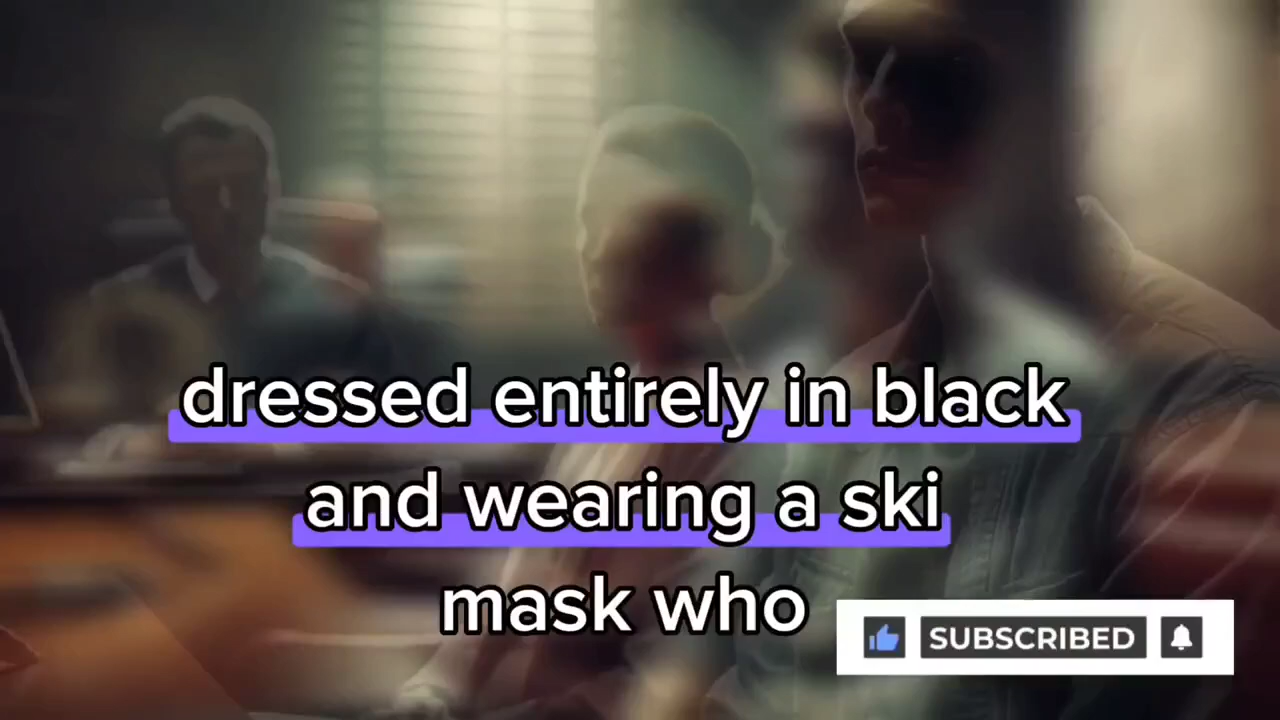 dressed entirely in black
and wearing a ski
mask who
SUBSCRIBED